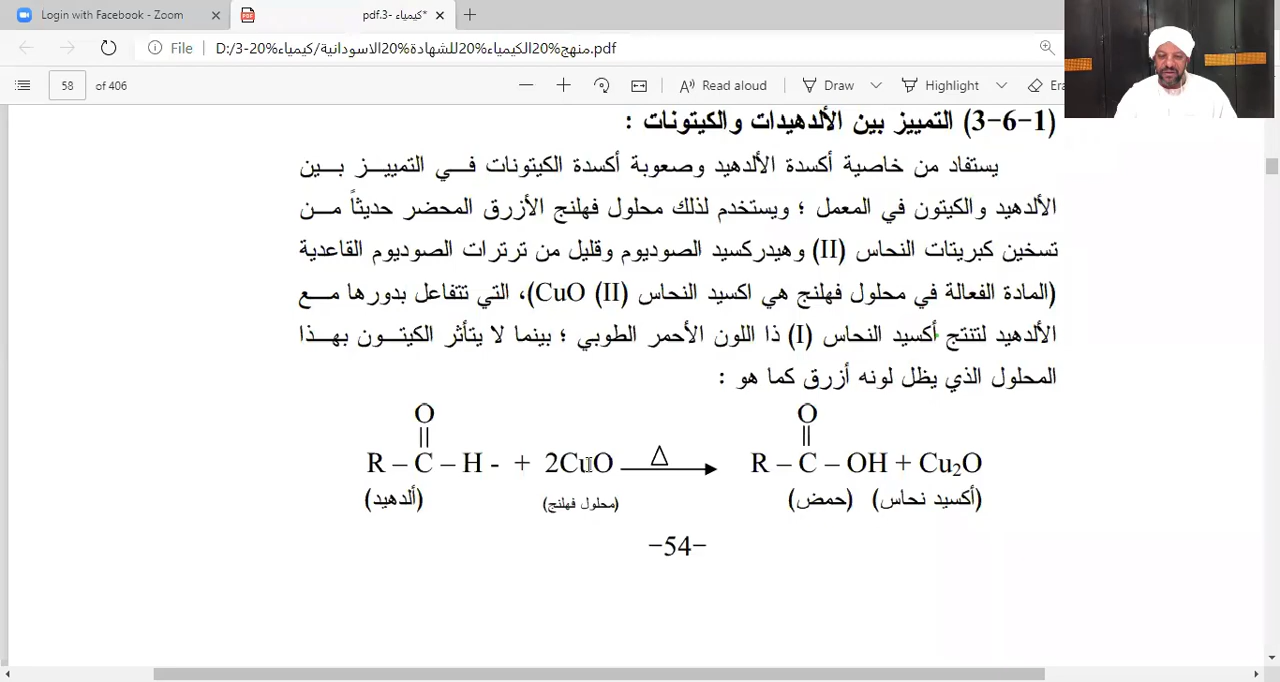 Login with Facebook - Zoom
pdf.3- كيمياء*
File
D:/3-20%كيمياء/منهج%20الكيمياء%20للشهادة%20الاسودانية.pdf
58 of 406
Read aloud
Draw
Highlight
Era
(3-6-1) التمييز بين الألدهيدات والكيتونات :
يستفاد من خاصية أكسدة الألدهيد وصعوبة أكسدة الكيتونات في التمييز بين
الألدهيد والكيتون في المعمل ؛ ويستخدم لذلك محلول فهلنج الأزرق المحضر حديثاً من
تسخين كبريتات النحاس (II) وهيدركسيد الصوديوم وقليل من ترترات الصوديوم القاعدية
(المادة الفعالة في محلول فهلنج هي اكسيد النحاس (II) CuO)، التي تتفاعل بدورها مع
الألدهيد لتنتج أكسيد النحاس (I) ذا اللون الأحمر الطوبي ؛ بينما لا يتأثر الكيتون بهذا
المحلول الذي يظل لونه أزرق كما هو :
O O
|| ||
R – C – H - + 2CuO Δ R – C – OH + Cu₂O
(ألدهيد) (محلول فهلنج) (حمض) (أكسيد نحاس)
-54-